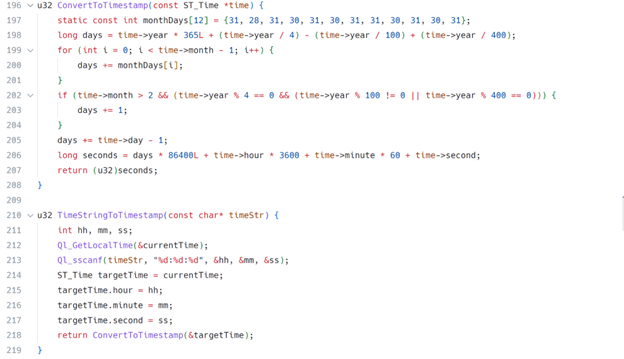 196 u32 ConvertToTimestamp(const ST_Time *time) {
197 static const int monthDays[12] = {31, 28, 31, 30, 31, 30, 31, 31, 30, 31, 30, 31};
198 long days = time->year * 365L + (time->year / 4) - (time->year / 100) + (time->year / 400);
199 for (int i = 0; i < time->month - 1; i++) {
200 days += monthDays[i];
201 }
202 if (time->month > 2 && (time->year % 4 == 0 && (time->year % 100 != 0 || time->year % 400 == 0))) {
203 days += 1;
204 }
205 days += time->day - 1;
206 long seconds = days * 86400L + time->hour * 3600 + time->minute * 60 + time->second;
207 return (u32)seconds;
208 }
209
210 u32 TimeStringToTimestamp(const char* timeStr) {
211 int hh, mm, ss;
212 Ql_GetLocalTime(&currentTime);
213 Ql_sscanf(timeStr, "%d:%d:%d", &hh, &mm, &ss);
214 ST_Time targetTime = currentTime;
215 targetTime.hour = hh;
216 targetTime.minute = mm;
217 targetTime.second = ss;
218 return ConvertToTimestamp(&targetTime);
219 }